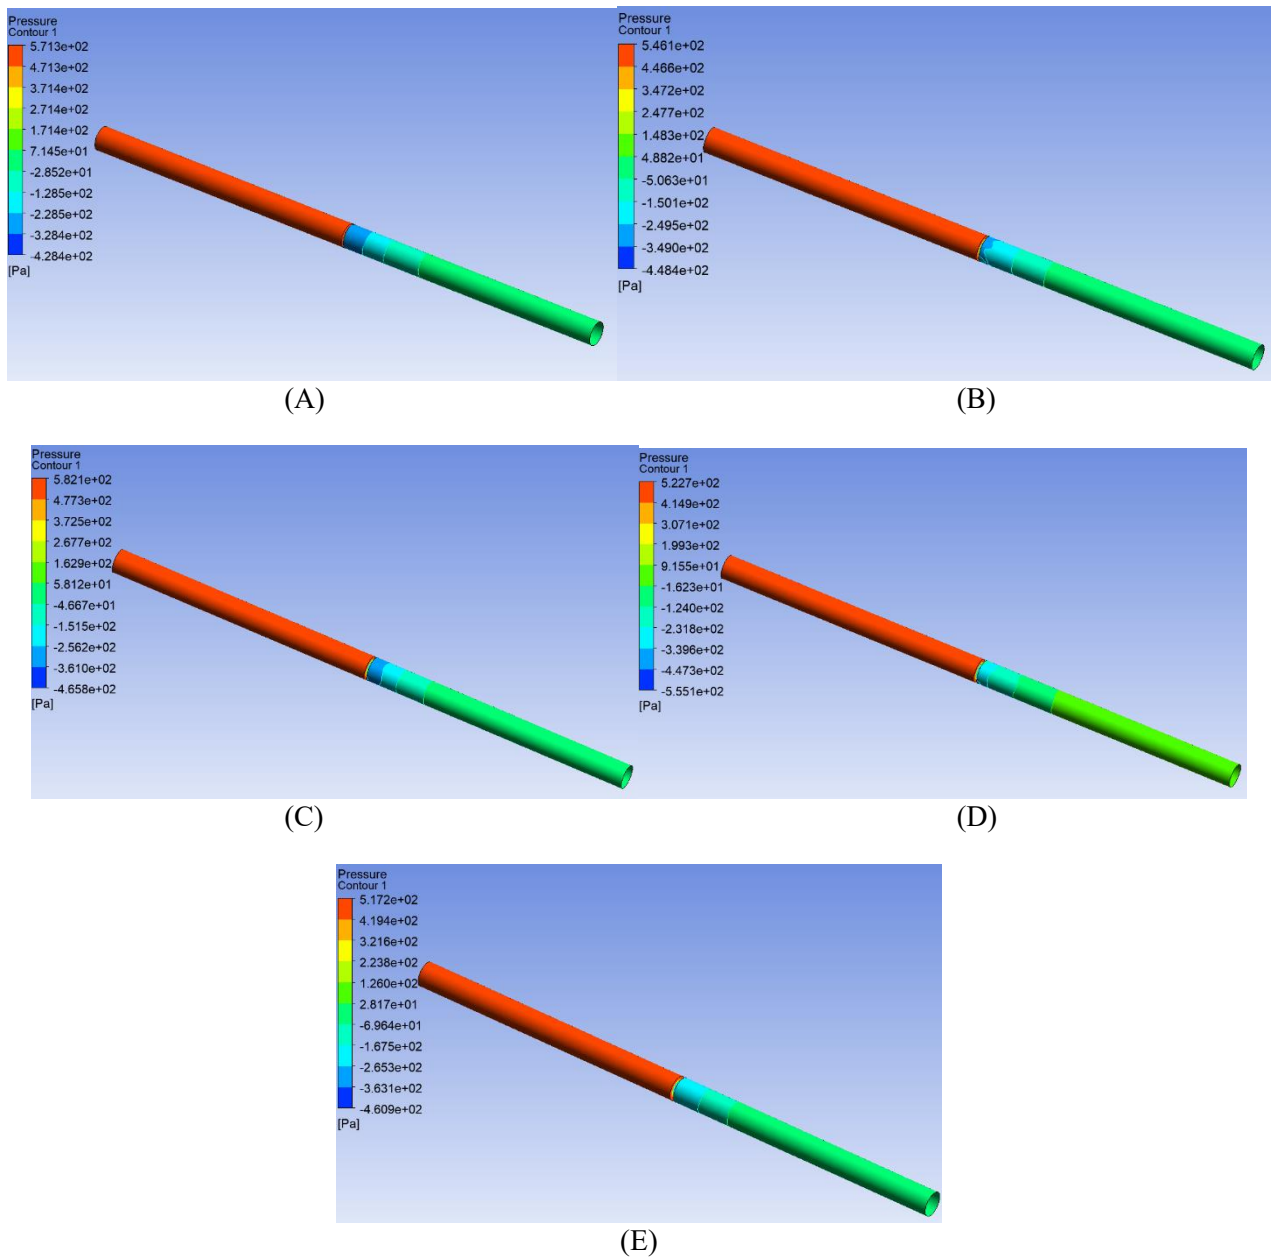 Pressure
Contour 1
5.713e+02
4.713e+02
3.714e+02
2.714e+02
1.714e+02
7.145e+01
-2.852e+01
-1.285e+02
-2.285e+02
-3.284e+02
-4.284e+02
[Pa]
(A)
Pressure
Contour 1
5.461e+02
4.466e+02
3.472e+02
2.477e+02
1.483e+02
4.882e+01
-5.063e+01
-1.501e+02
-2.495e+02
-3.490e+02
-4.484e+02
[Pa]
(B)
Pressure
Contour 1
5.821e+02
4.773e+02
3.725e+02
2.677e+02
1.629e+02
5.812e+01
-4.667e+01
-1.515e+02
-2.562e+02
-3.610e+02
-4.658e+02
[Pa]
(C)
Pressure
Contour 1
5.227e+02
4.149e+02
3.071e+02
1.993e+02
9.155e+01
-1.623e+01
-1.240e+02
-2.318e+02
-3.396e+02
-4.473e+02
-5.551e+02
[Pa]
(D)
Pressure
Contour 1
5.172e+02
4.194e+02
3.216e+02
2.238e+02
1.260e+02
2.817e+01
-6.964e+01
-1.675e+02
-2.653e+02
-3.631e+02
-4.609e+02
[Pa]
(E)